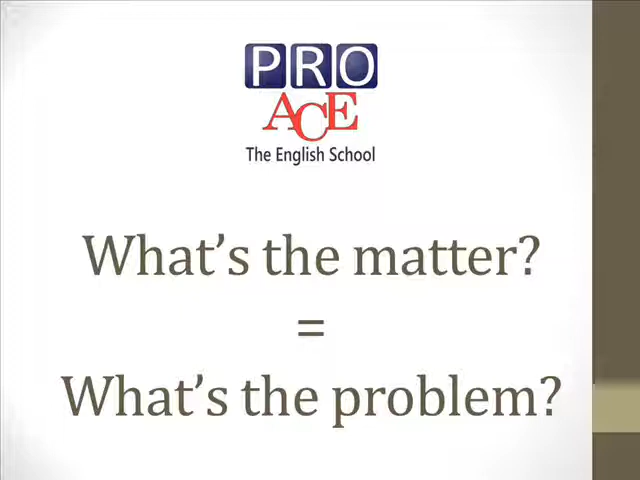 PRO
ACE
The English School
What's the matter?
=
What's the problem?